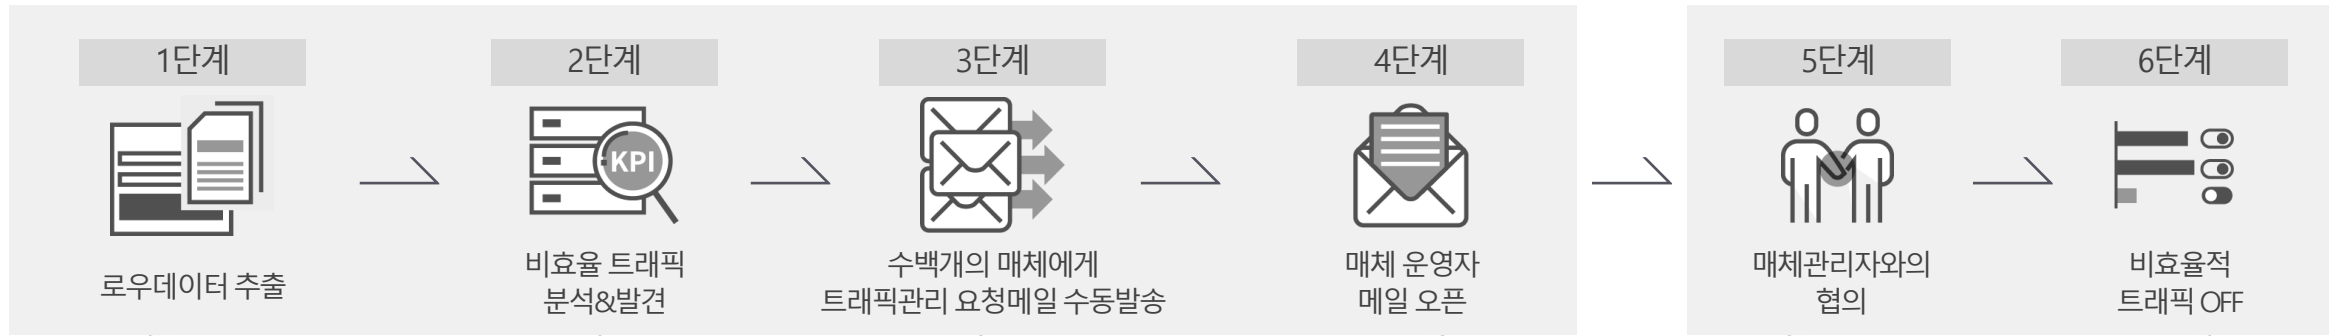 1단계
로우데이터 추출
2단계
KPI
비효율 트래픽
분석&발견
3단계
수백개의 매체에게
트래픽관리 요청메일 수동발송
4단계
매체 운영자
메일 오픈
5단계
매체관리자와의
협의
6단계
비효율적
트래픽 OFF